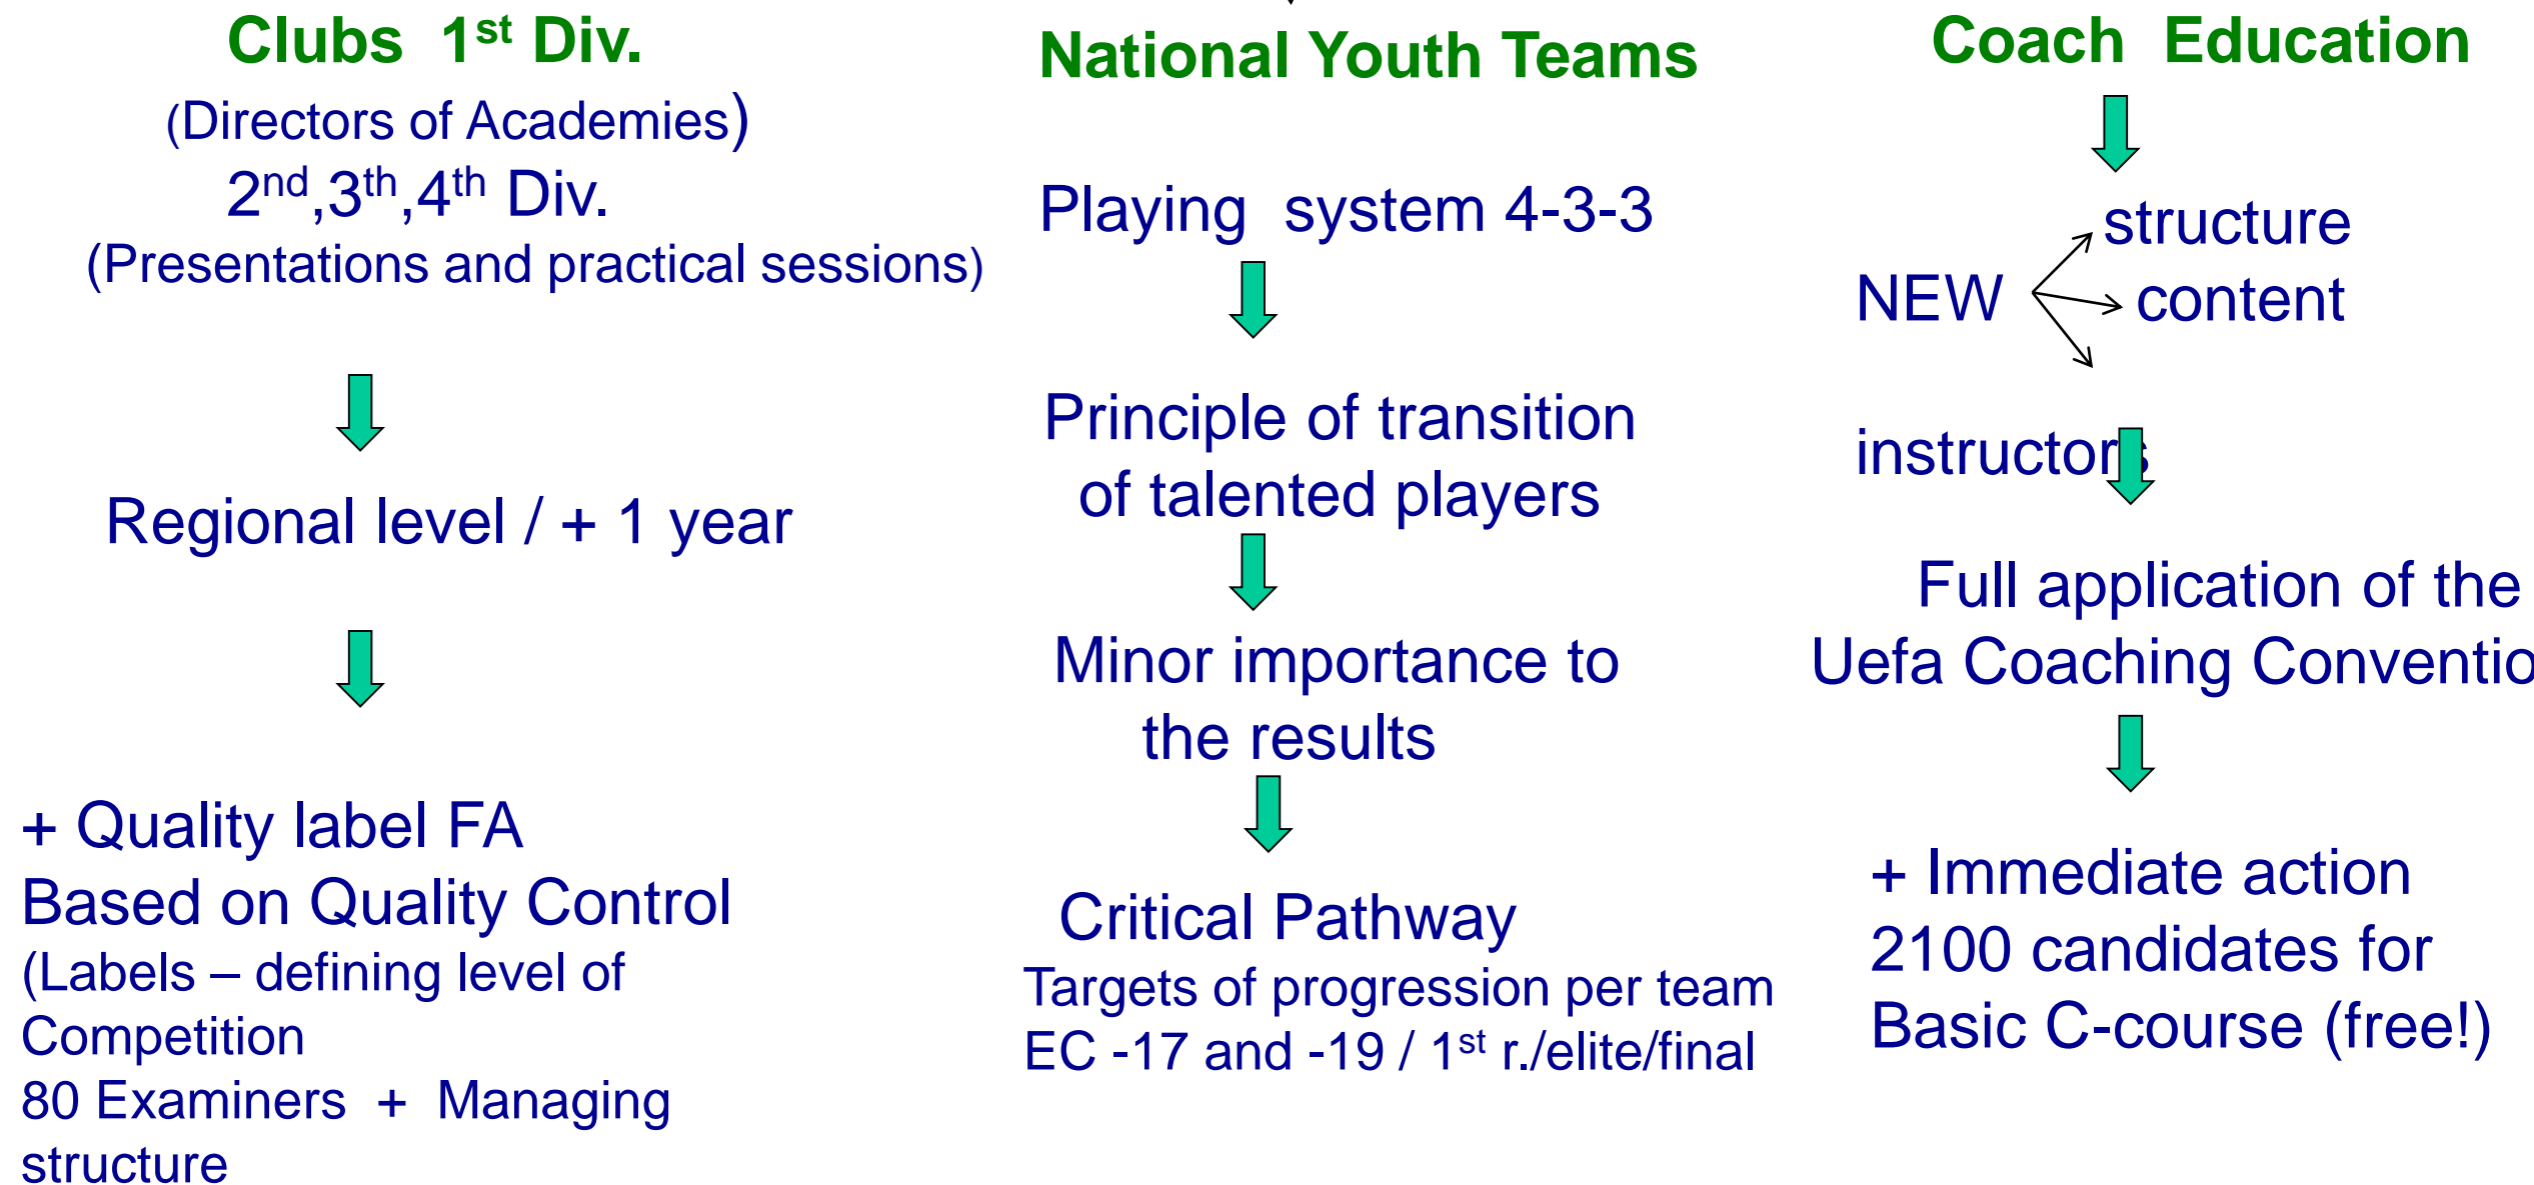 Clubs 1st Div.
(Directors of Academies)
2nd,3th,4th Div.
(Presentations and practical sessions)
Regional level / + 1 year
+ Quality label FA
Based on Quality Control
(Labels – defining level of
Competition
80 Examiners + Managing
structure
National Youth Teams
Playing system 4-3-3
Principle of transition
of talented players
Minor importance to
the results
Critical Pathway
Targets of progression per team
EC -17 and -19 / 1st r./elite/final
Coach Education
structure
NEW
content
instructors
Full application of the
Uefa Coaching Conventio
+ Immediate action
2100 candidates for
Basic C-course (free!)